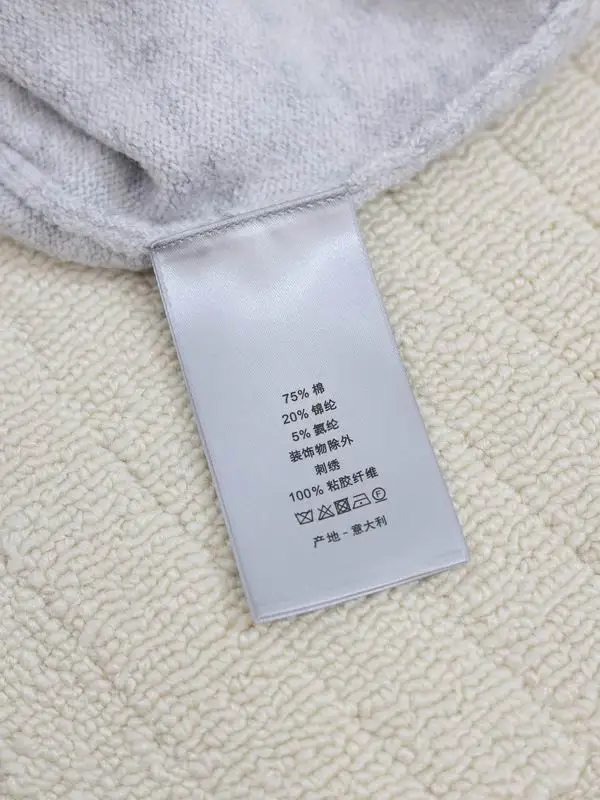 75% 棉
20% 锦纶
5% 氨纶
装饰物除外
刺绣
100% 粘胶纤维
产地 - 意大利